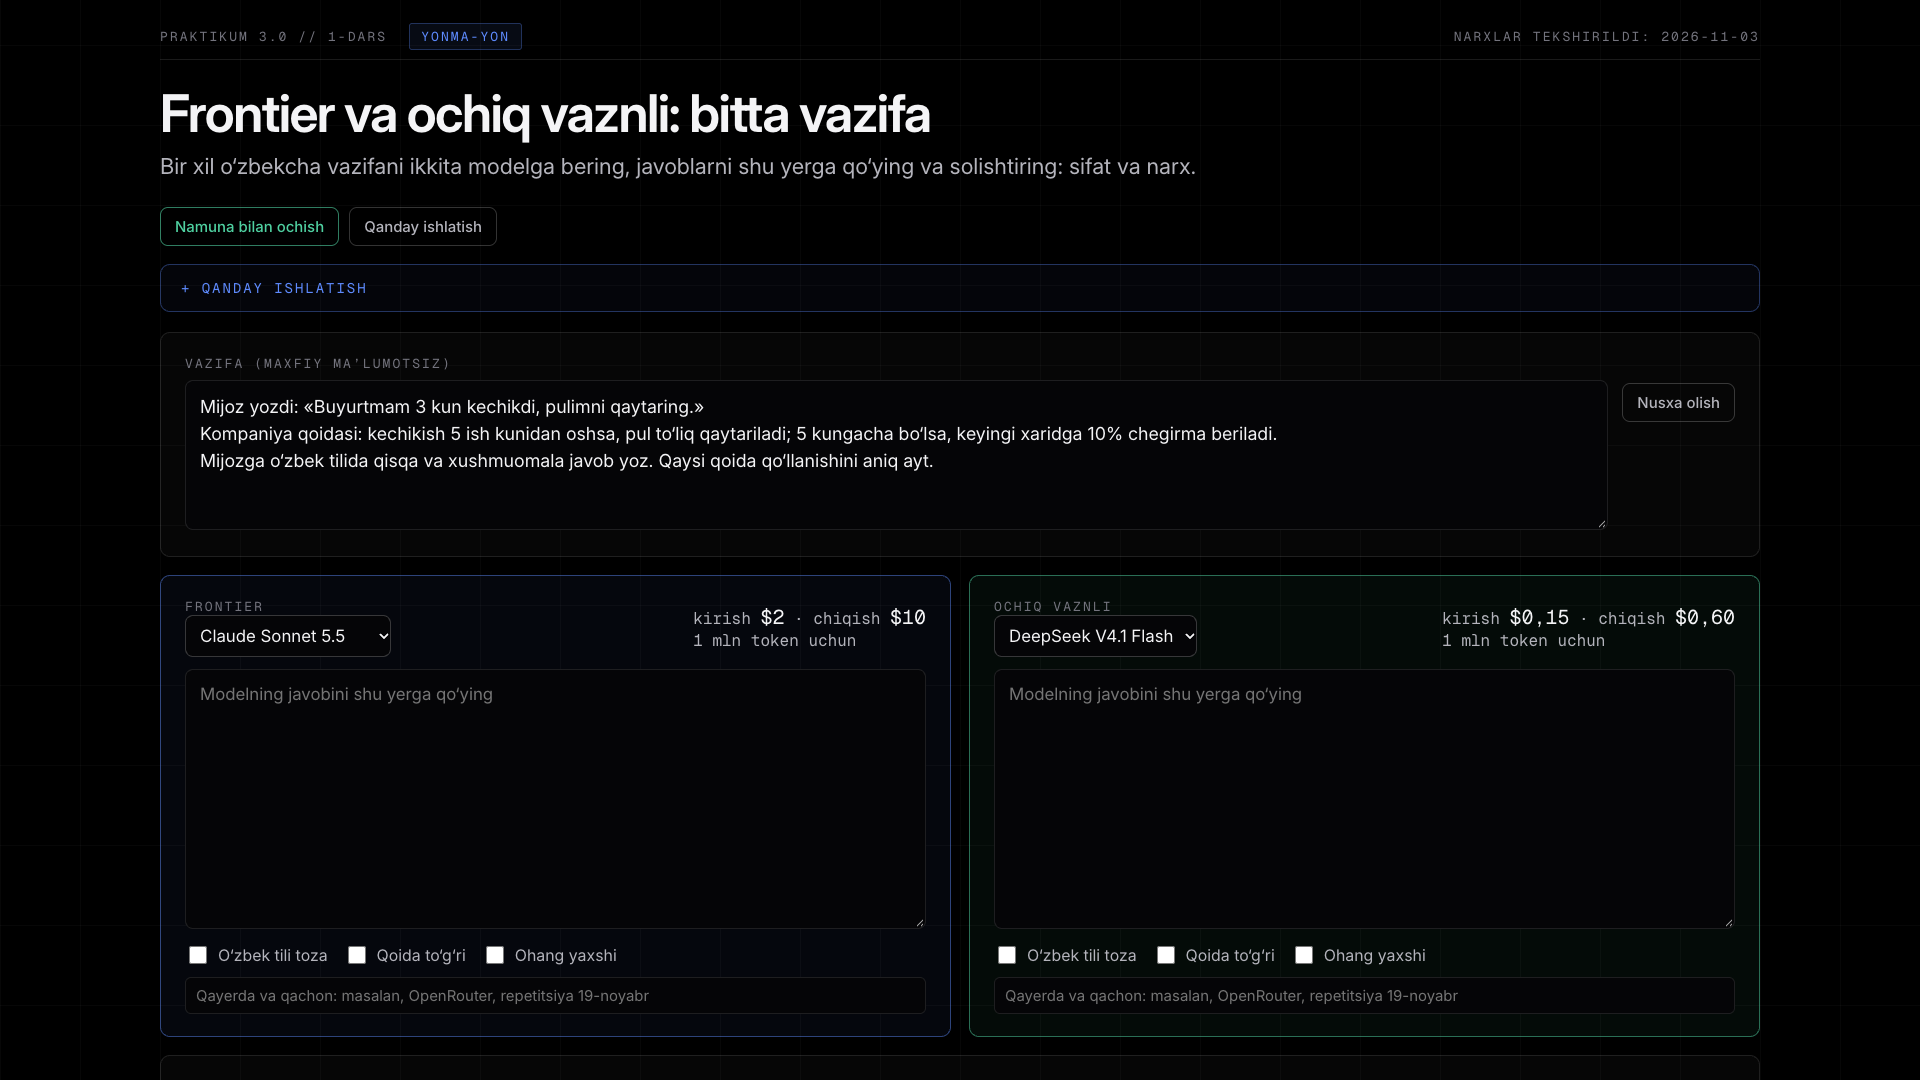 PRAKTIKUM 3.0 // 1-DARS
YONMA-YON
NARXLAR TEKSHIRILDI: 2026-11-03
Frontier va ochiq vaznli: bitta vazifa
Bir xil oʻzbekcha vazifani ikkita modelga bering, javoblarni shu yerga qoʻying va solishtiring: sifat va narx.
Namuna bilan ochish
Qanday ishlatish
+ QANDAY ISHLATISH
VAZIFA (MAXFIY MAʼLUMOTSIZ)
Mijoz yozdi: «Buyurtmam 3 kun kechikdi, pulimni qaytaring.»
Kompaniya qoidasi: kechikish 5 ish kunidan oshsa, pul toʻliq qaytariladi; 5 kungacha boʻlsa, keyingi xaridga 10% chegirma beriladi.
Mijozga oʻzbek tilida qisqa va xushmuomala javob yoz. Qaysi qoida qoʻllanishini aniq ayt.
Nusxa olish
FRONTIER
Claude Sonnet 5.5
kirish $2 · chiqish $10
1 mln token uchun
Modelning javobini shu yerga qoʻying
Oʻzbek tili toza
Qoida toʻgʻri
Ohang yaxshi
Qayerda va qachon: masalan, OpenRouter, repetitsiya 19-noyabr
OCHIQ VAZNLI
DeepSeek V4.1 Flash
kirish $0,15 · chiqish $0,60
1 mln token uchun
Modelning javobini shu yerga qoʻying
Oʻzbek tili toza
Qoida toʻgʻri
Ohang yaxshi
Qayerda va qachon: masalan, OpenRouter, repetitsiya 19-noyabr